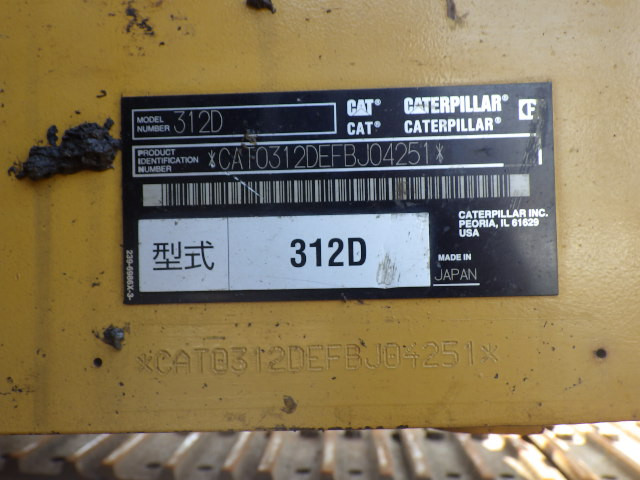 MODEL NUMBER 312D
CAT® CATERPILLAR®
CAT® CATERPILLAR®
PRODUCT IDENTIFICATION NUMBER *CAT0312DEFBJ04251*
CATERPILLAR INC.
PEORIA, IL 61629
USA
型式 312D
MADE IN
JAPAN
*CAT0312DEFBJ04251*